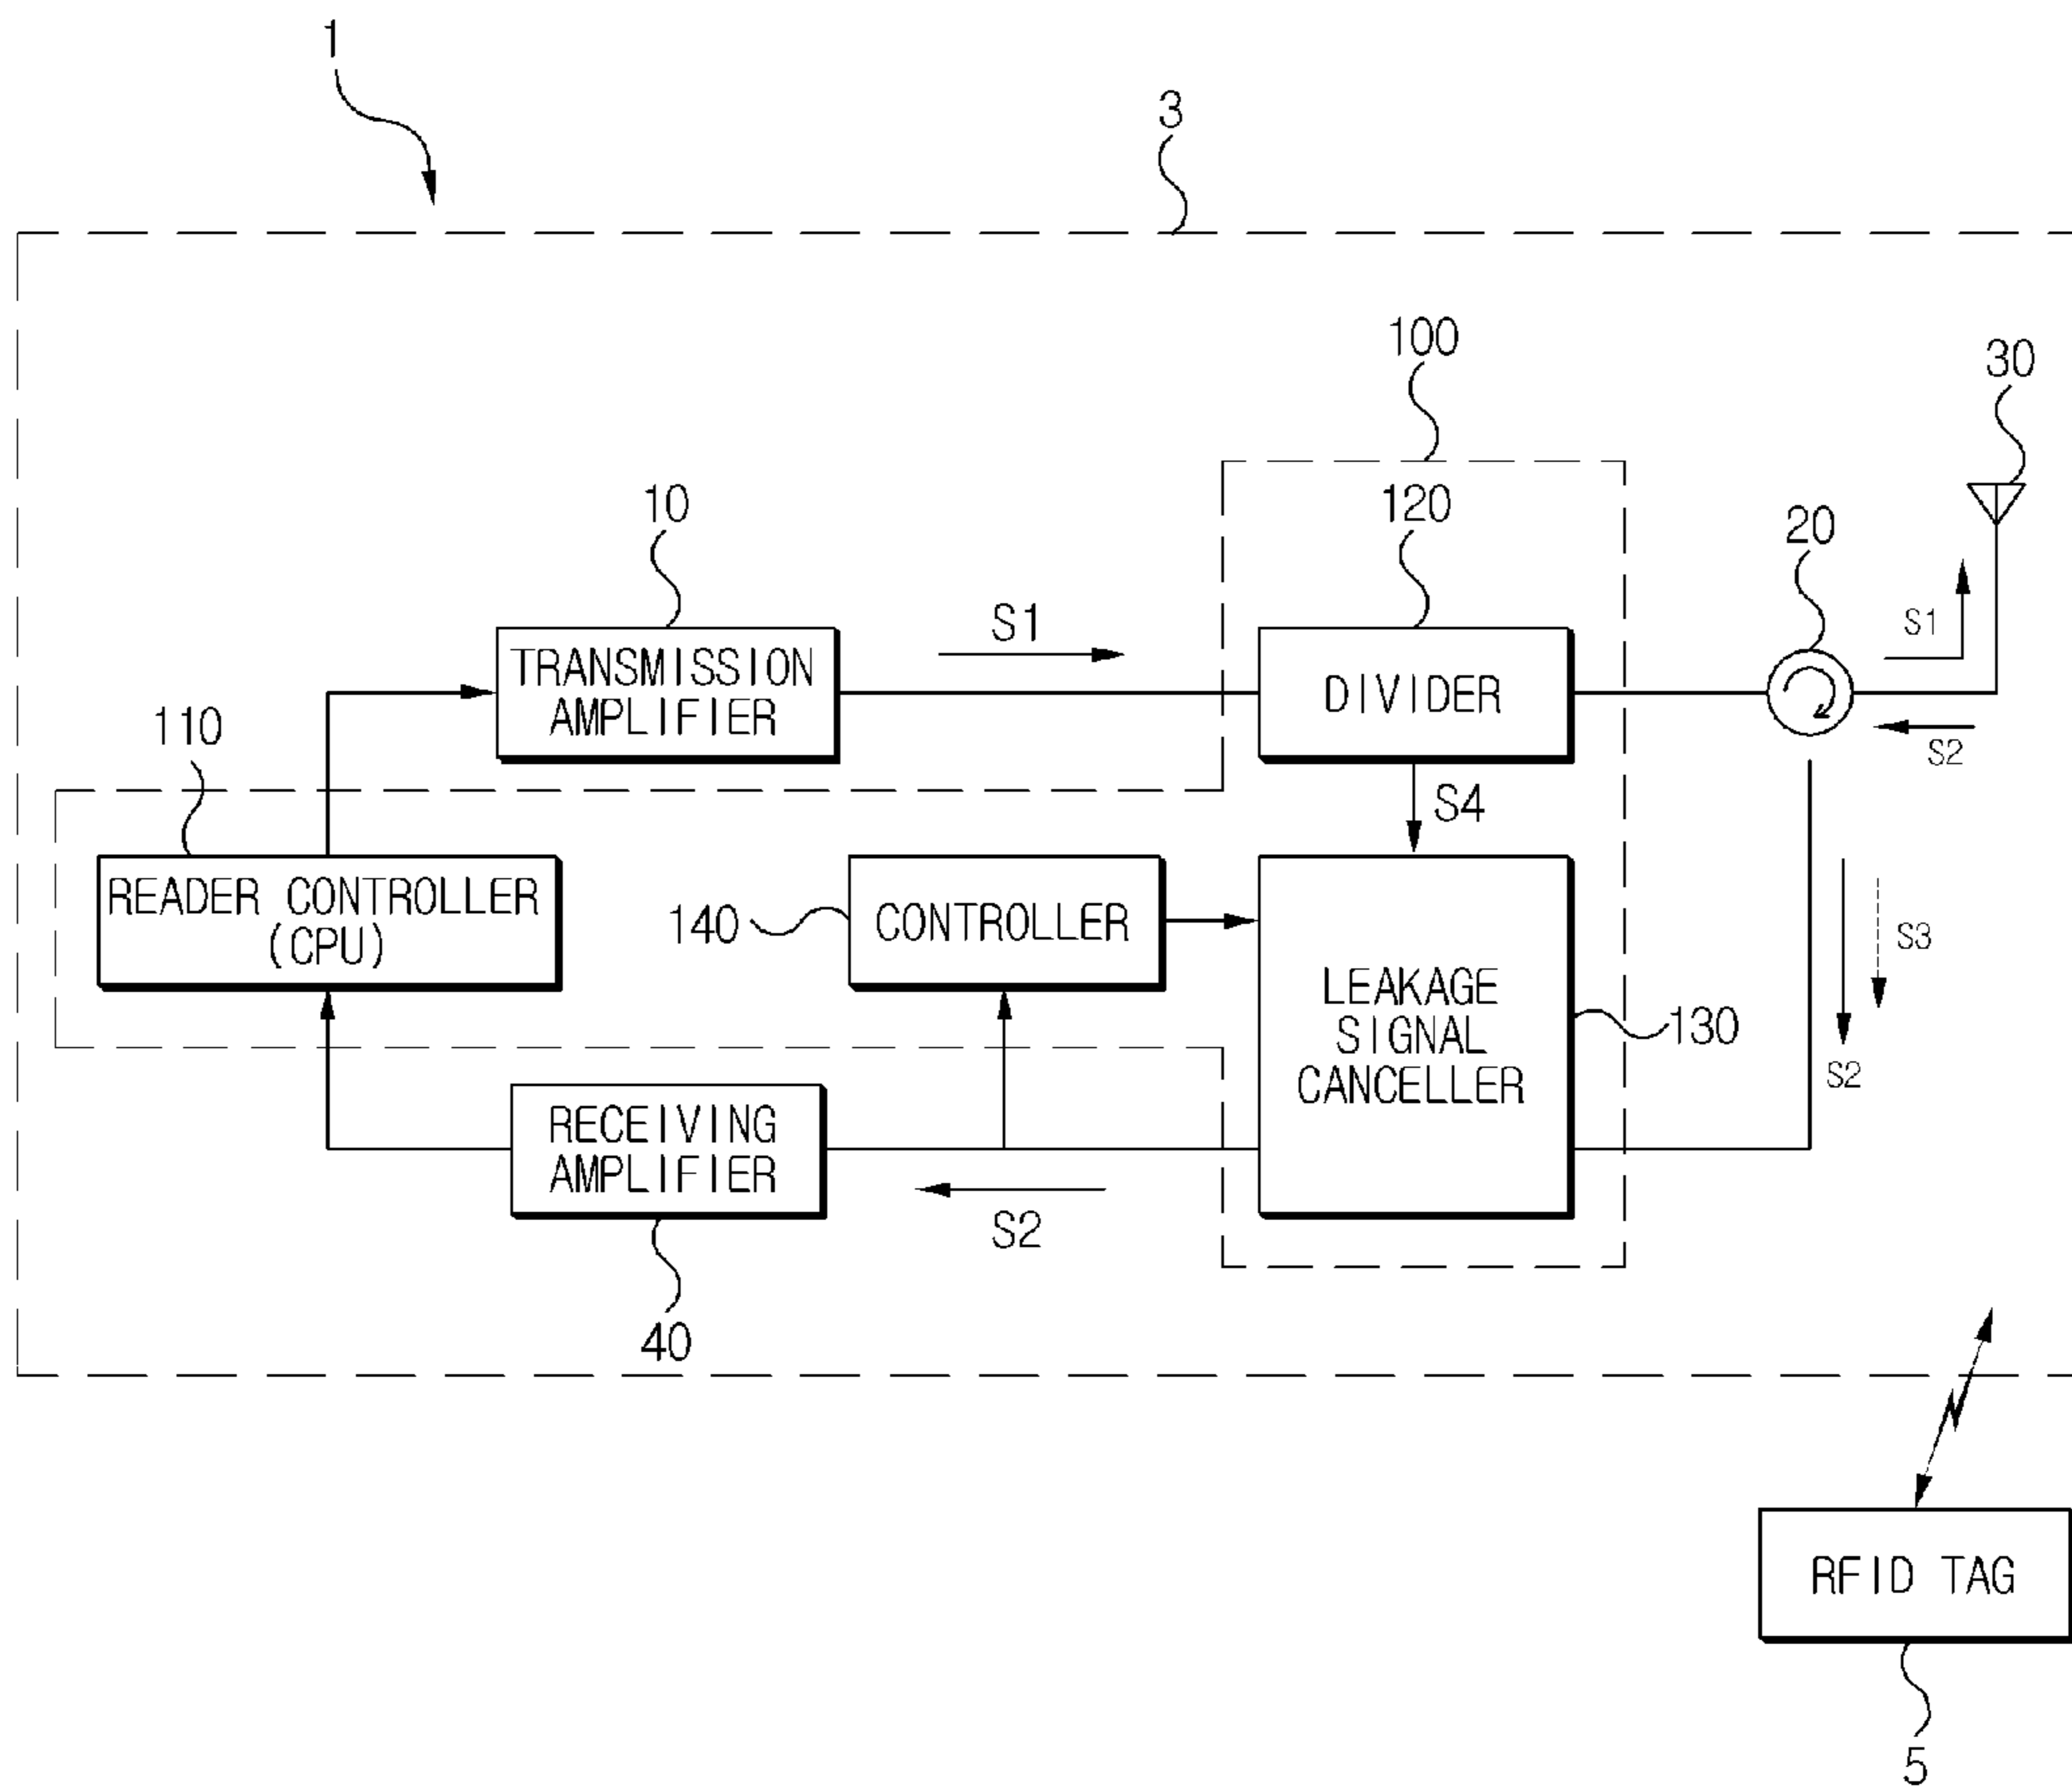 1
3
100
30
10
120
20
S1
S1
TRANSMISSION
AMPLIFIER
DIVIDER
110
S2
S4
READER CONTROLLER
(CPU)
140
CONTROLLER
S3
LEAKAGE
SIGNAL
CANCELLER
130
S2
RECEIVING
AMPLIFIER
S2
40
RFID TAG
5